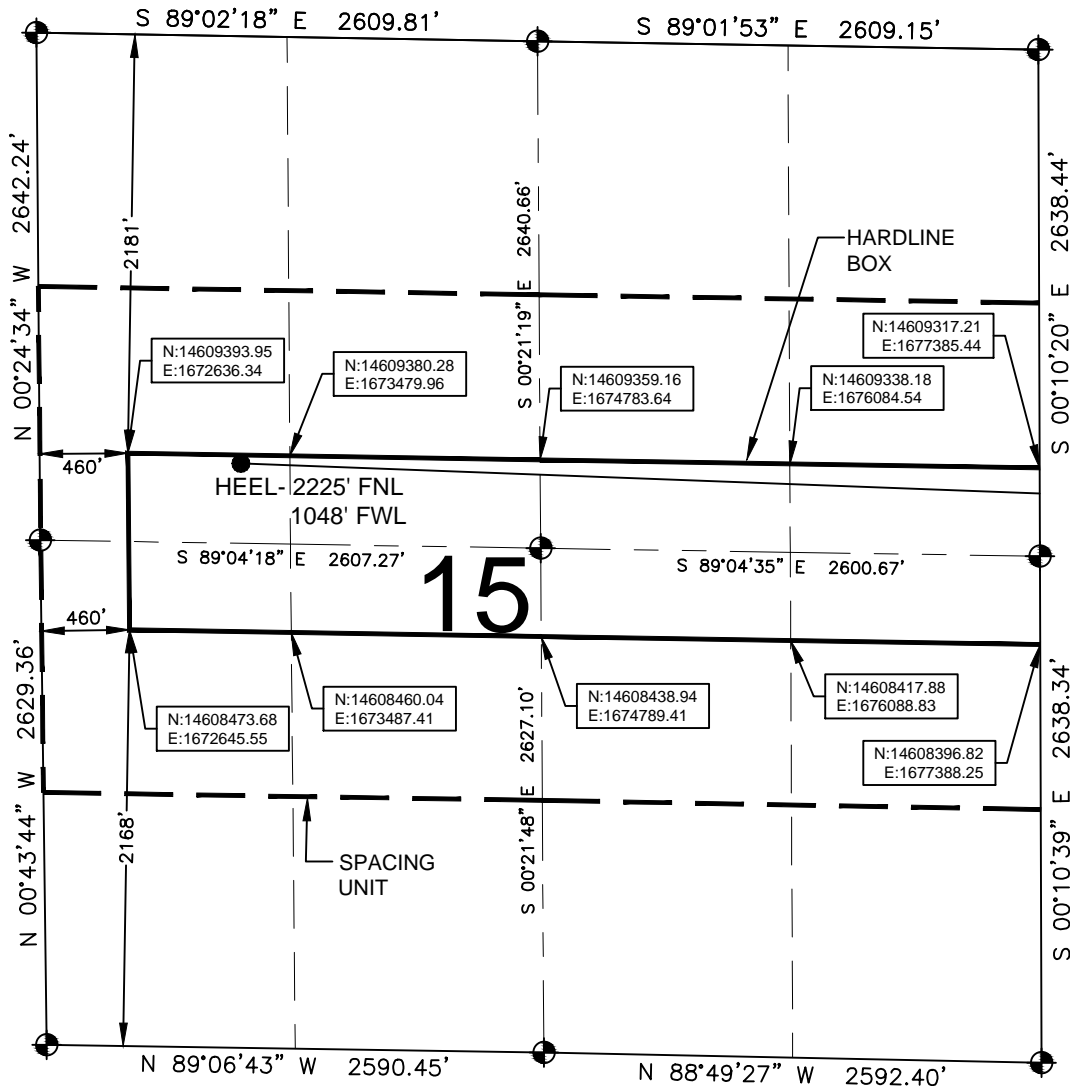 S 89°02'18" E 2609.81'
S 89°01'53" E 2609.15'
N 00°24'34" W 2642.24'
2181'
S 00°21'19" E 2640.66'
S 00°10'20" E 2638.44'
HARDLINE
BOX
N:14609393.95
E:1672636.34
N:14609380.28
E:1673479.96
N:14609359.16
E:1674783.64
N:14609338.18
E:1676084.54
N:14609317.21
E:1677385.44
460'
HEEL- 2225' FNL
1048' FWL
S 89°04'18" E 2607.27'
15
S 89°04'35" E 2600.67'
460'
N:14608473.68
E:1672645.55
N:14608460.04
E:1673487.41
N:14608438.94
E:1674789.41
N:14608417.88
E:1676088.83
N:14608396.82
E:1677388.25
N 00°43'44" W 2629.36'
2168'
S 00°21'48" E 2627.10'
S 00°10'39" E 2638.34'
SPACING
UNIT
N 89°06'43" W 2590.45'
N 88°49'27" W 2592.40'